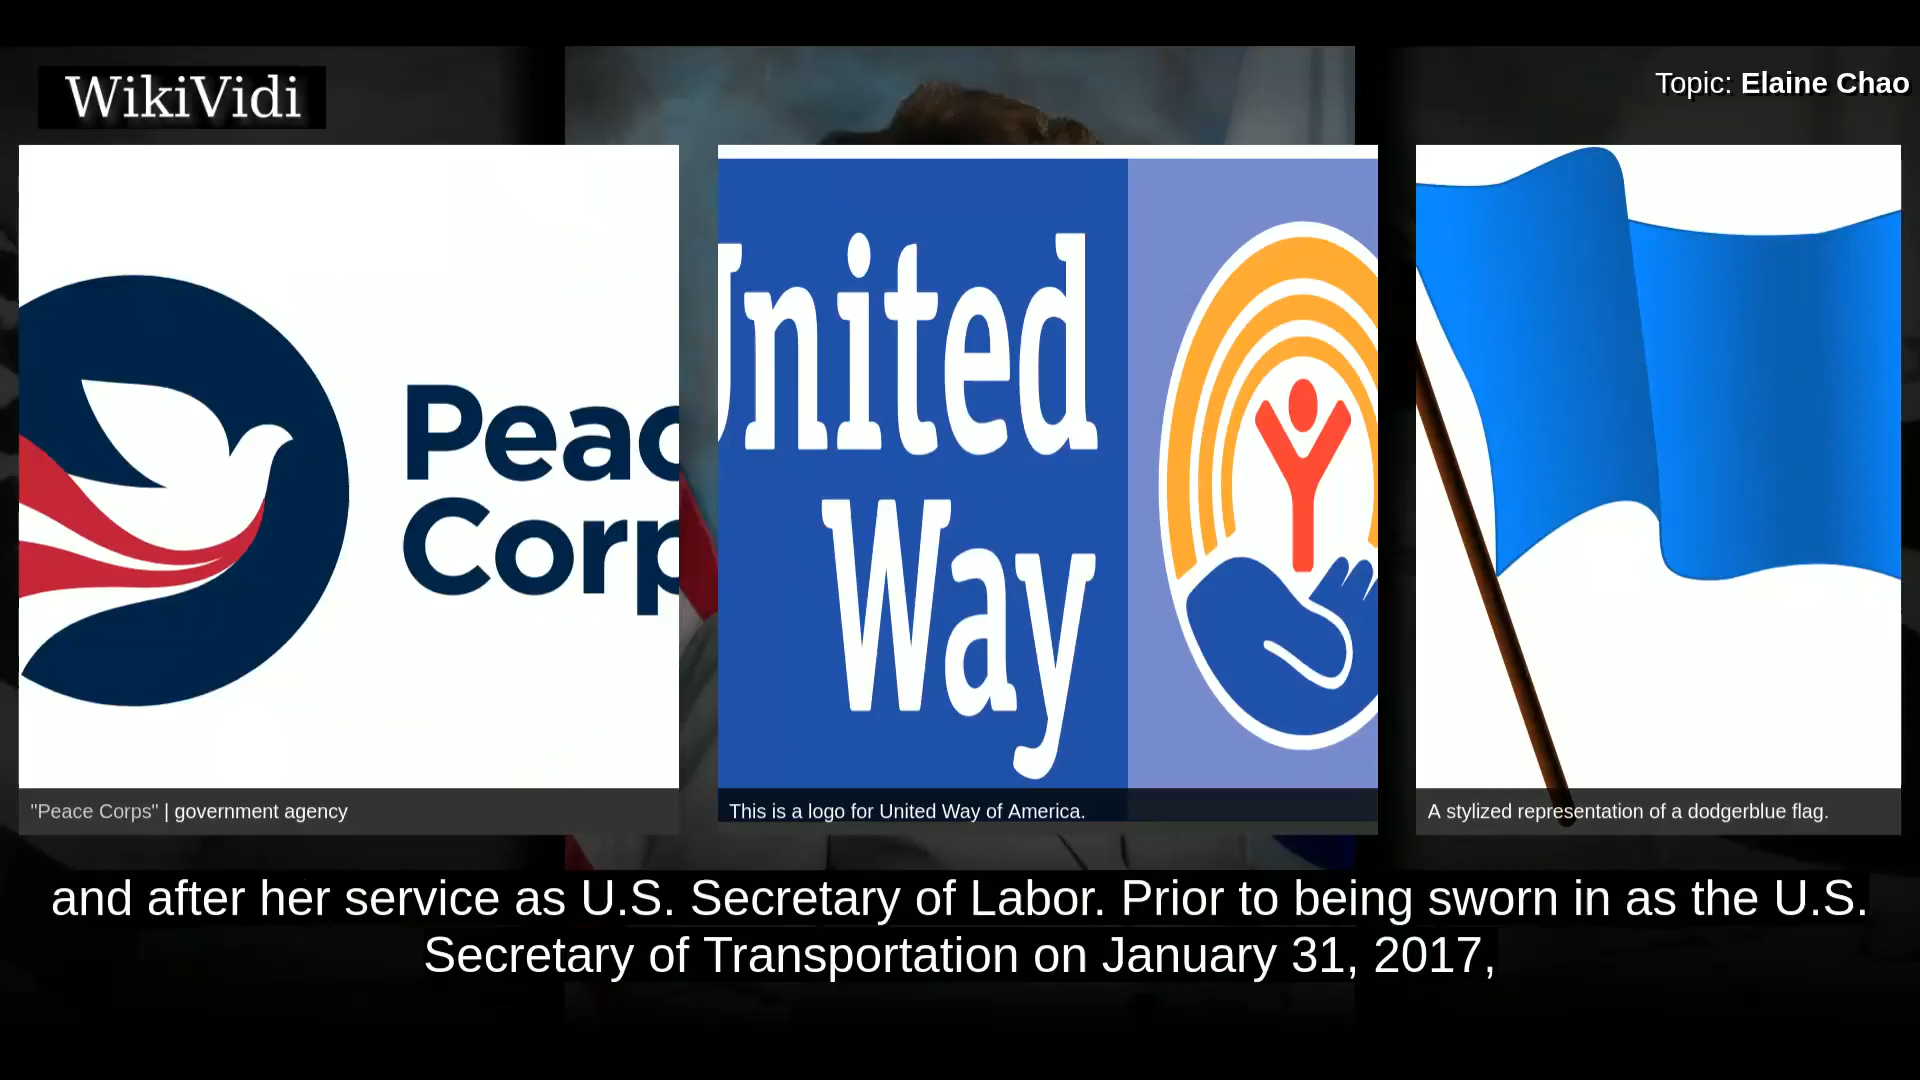 WikiVidi
Topic: Elaine Chao
Peac
Corp
United
Way
"Peace Corps" | government agency
This is a logo for United Way of America.
A stylized representation of a dodgerblue flag.
and after her service as U.S. Secretary of Labor. Prior to being sworn in as the U.S.
Secretary of Transportation on January 31, 2017,